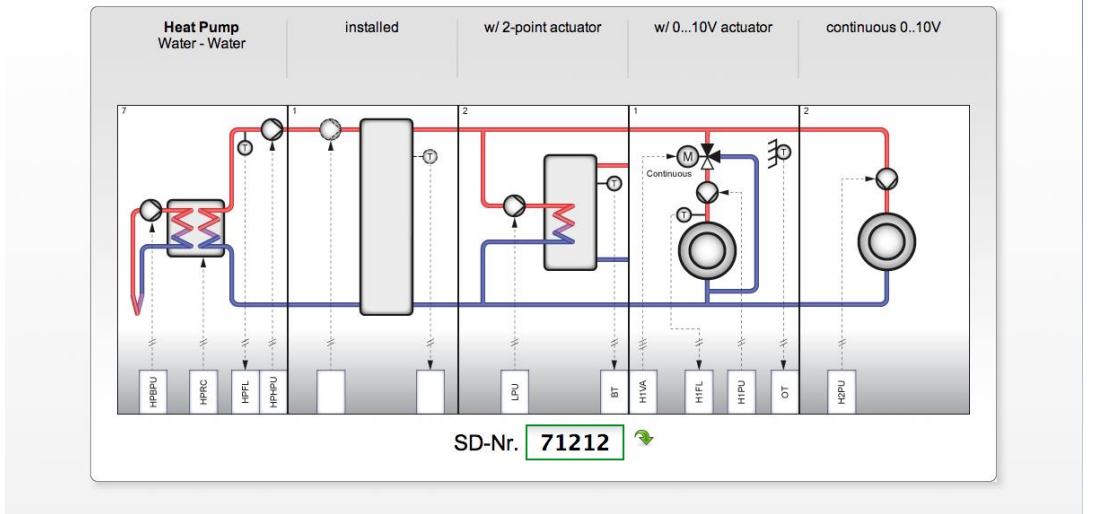 Heat Pump
Water - Water
installed
w/ 2-point actuator
w/ 0...10V actuator
continuous 0..10V
7
1
2
1
2
T
T
T
M
Continuous
T
T
HPBPU
HPRC
HPFL
HPHPU
LPU
BT
H1VA
H1FL
H1PU
OT
H2PU
SD-Nr. 71212